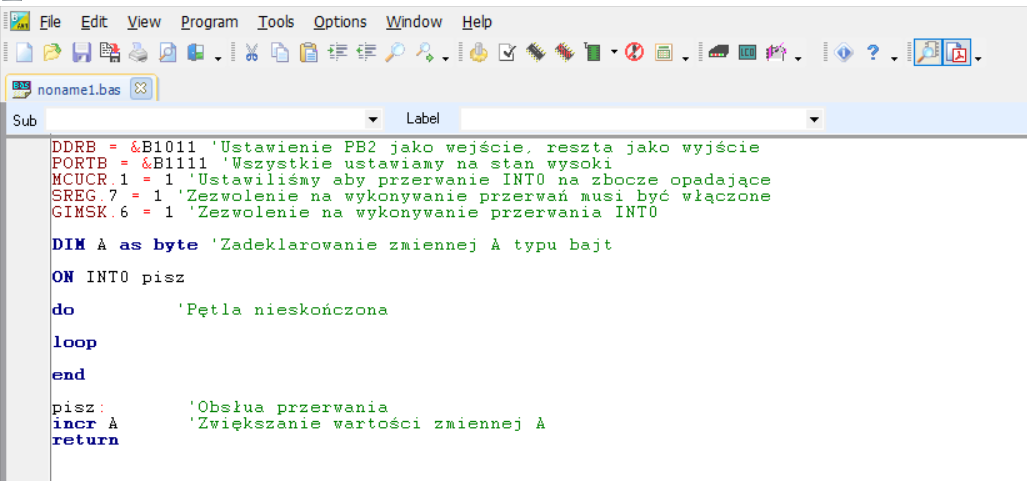 File Edit View Program Tools Options Window Help
noname1.bas
Sub Label
DDRB = &B1011 'Ustawienie PB2 jako wejście, reszta jako wyjście
PORTB = &B1111 'Wszystkie ustawiamy na stan wysoki
MCUCR.1 = 1 'Ustawiliśmy aby przerwanie INT0 na zbocze opadające
SREG.7 = 1 'Zezwolenie na wykonywanie przerwań musi być włączone
GIMSK.6 = 1 'Zezwolenie na wykonywanie przerwania INT0
DIM A as byte 'Zadeklarowanie zmiennej A typu bajt
ON INT0 pisz
do 'Pętla nieskończona
loop
end
pisz: 'Obsłua przerwania
incr A 'Zwiększanie wartości zmiennej A
return